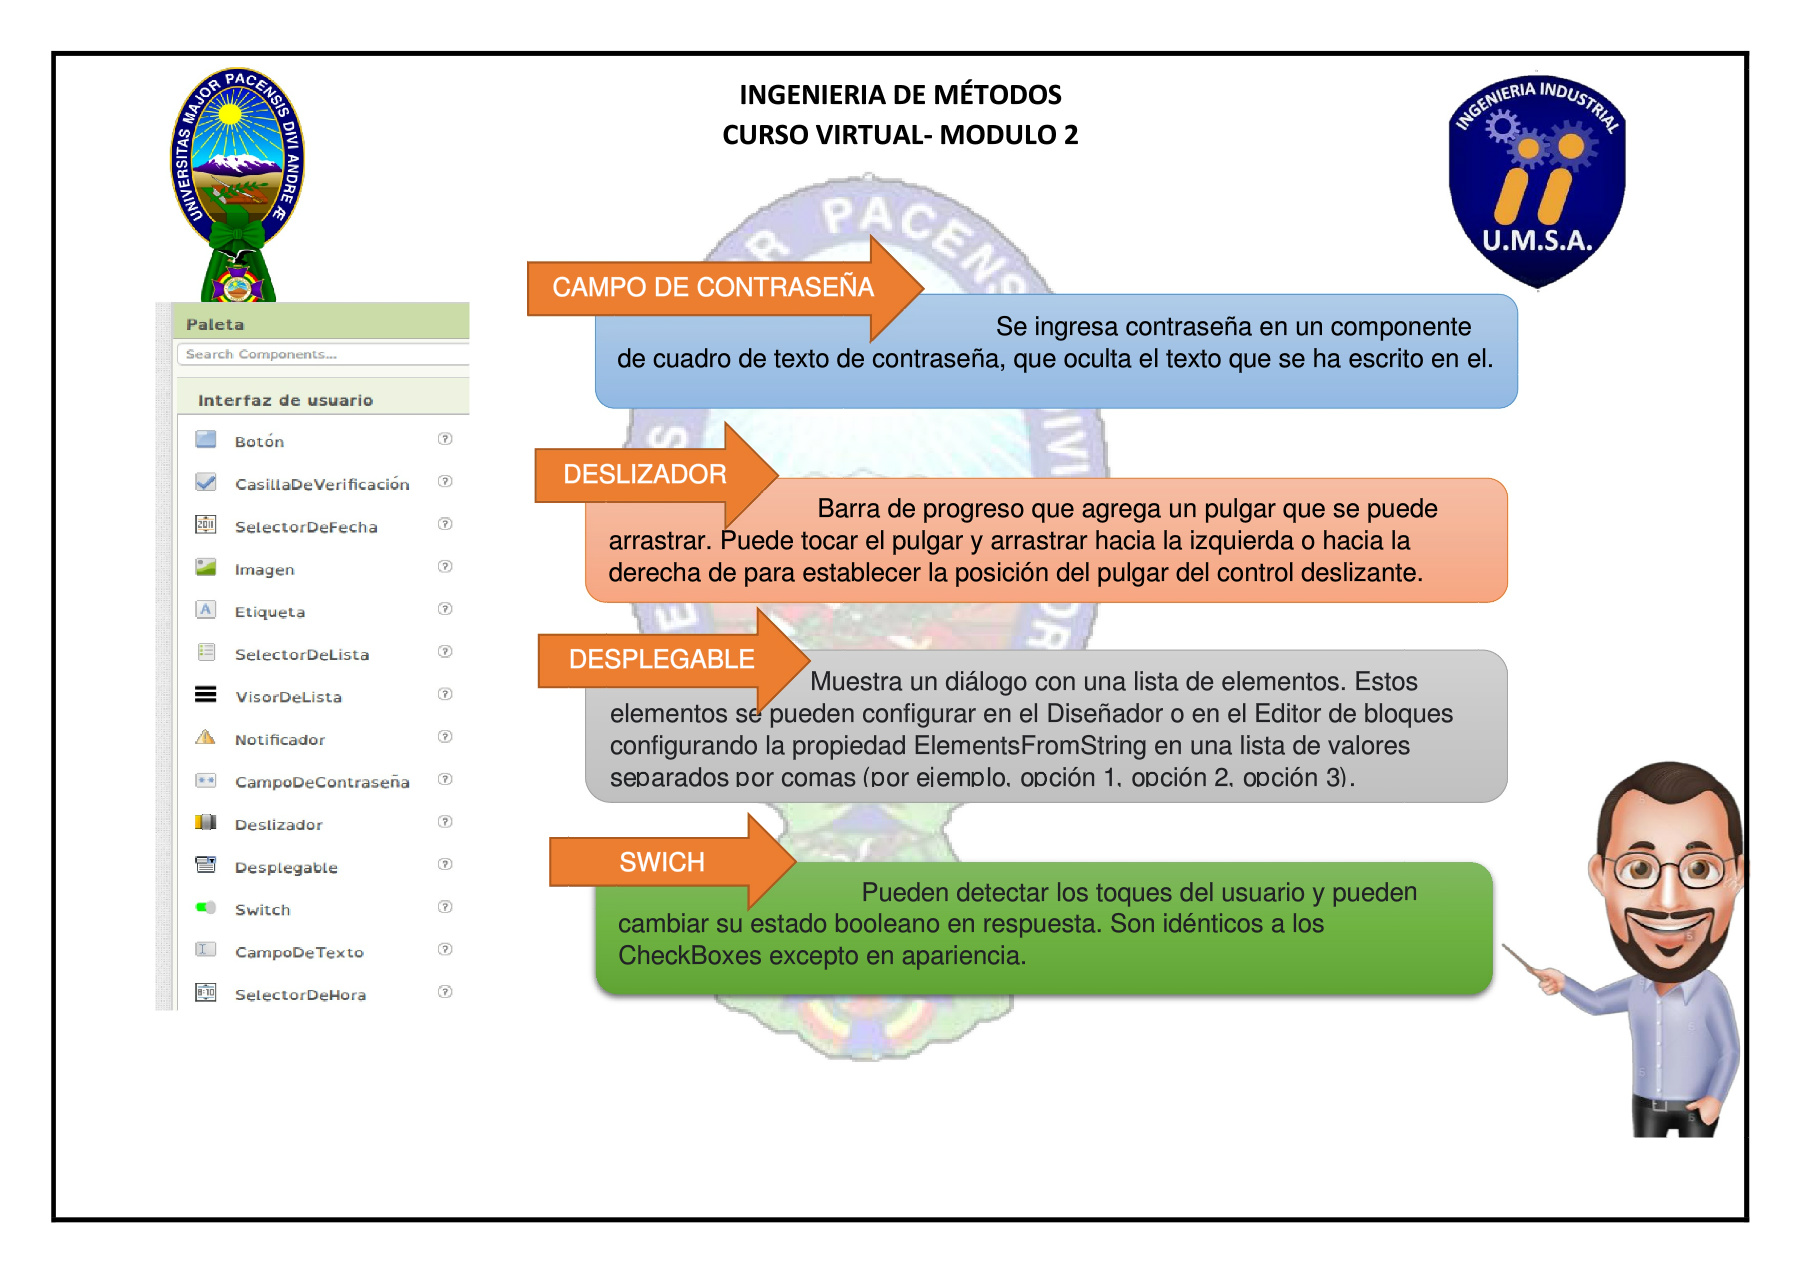 INGENIERIA DE MÉTODOS
CURSO VIRTUAL- MODULO 2
UNIVERSITAS MAJOR PACENSIS DIVI ANDRE Æ
INGENIERIA INDUSTRIAL
U.M.S.A.
Paleta
Search Components...
Interfaz de usuario
Botón
CasillaDeVerificación
SelectorDeFecha
Imagen
Etiqueta
SelectorDeLista
VisorDeLista
Notificador
CampoDeContraseña
Deslizador
Desplegable
Switch
CampoDeTexto
SelectorDeHora
CAMPO DE CONTRASEÑA
Se ingresa contraseña en un componente
de cuadro de texto de contraseña, que oculta el texto que se ha escrito en el.
DESLIZADOR
Barra de progreso que agrega un pulgar que se puede
arrastrar. Puede tocar el pulgar y arrastrar hacia la izquierda o hacia la
derecha de para establecer la posición del pulgar del control deslizante.
DESPLEGABLE
Muestra un diálogo con una lista de elementos. Estos
elementos se pueden configurar en el Diseñador o en el Editor de bloques
configurando la propiedad ElementsFromString en una lista de valores
separados por comas (por ejemplo, opción 1, opción 2, opción 3).
SWICH
Pueden detectar los toques del usuario y pueden
cambiar su estado booleano en respuesta. Son idénticos a los
CheckBoxes excepto en apariencia.